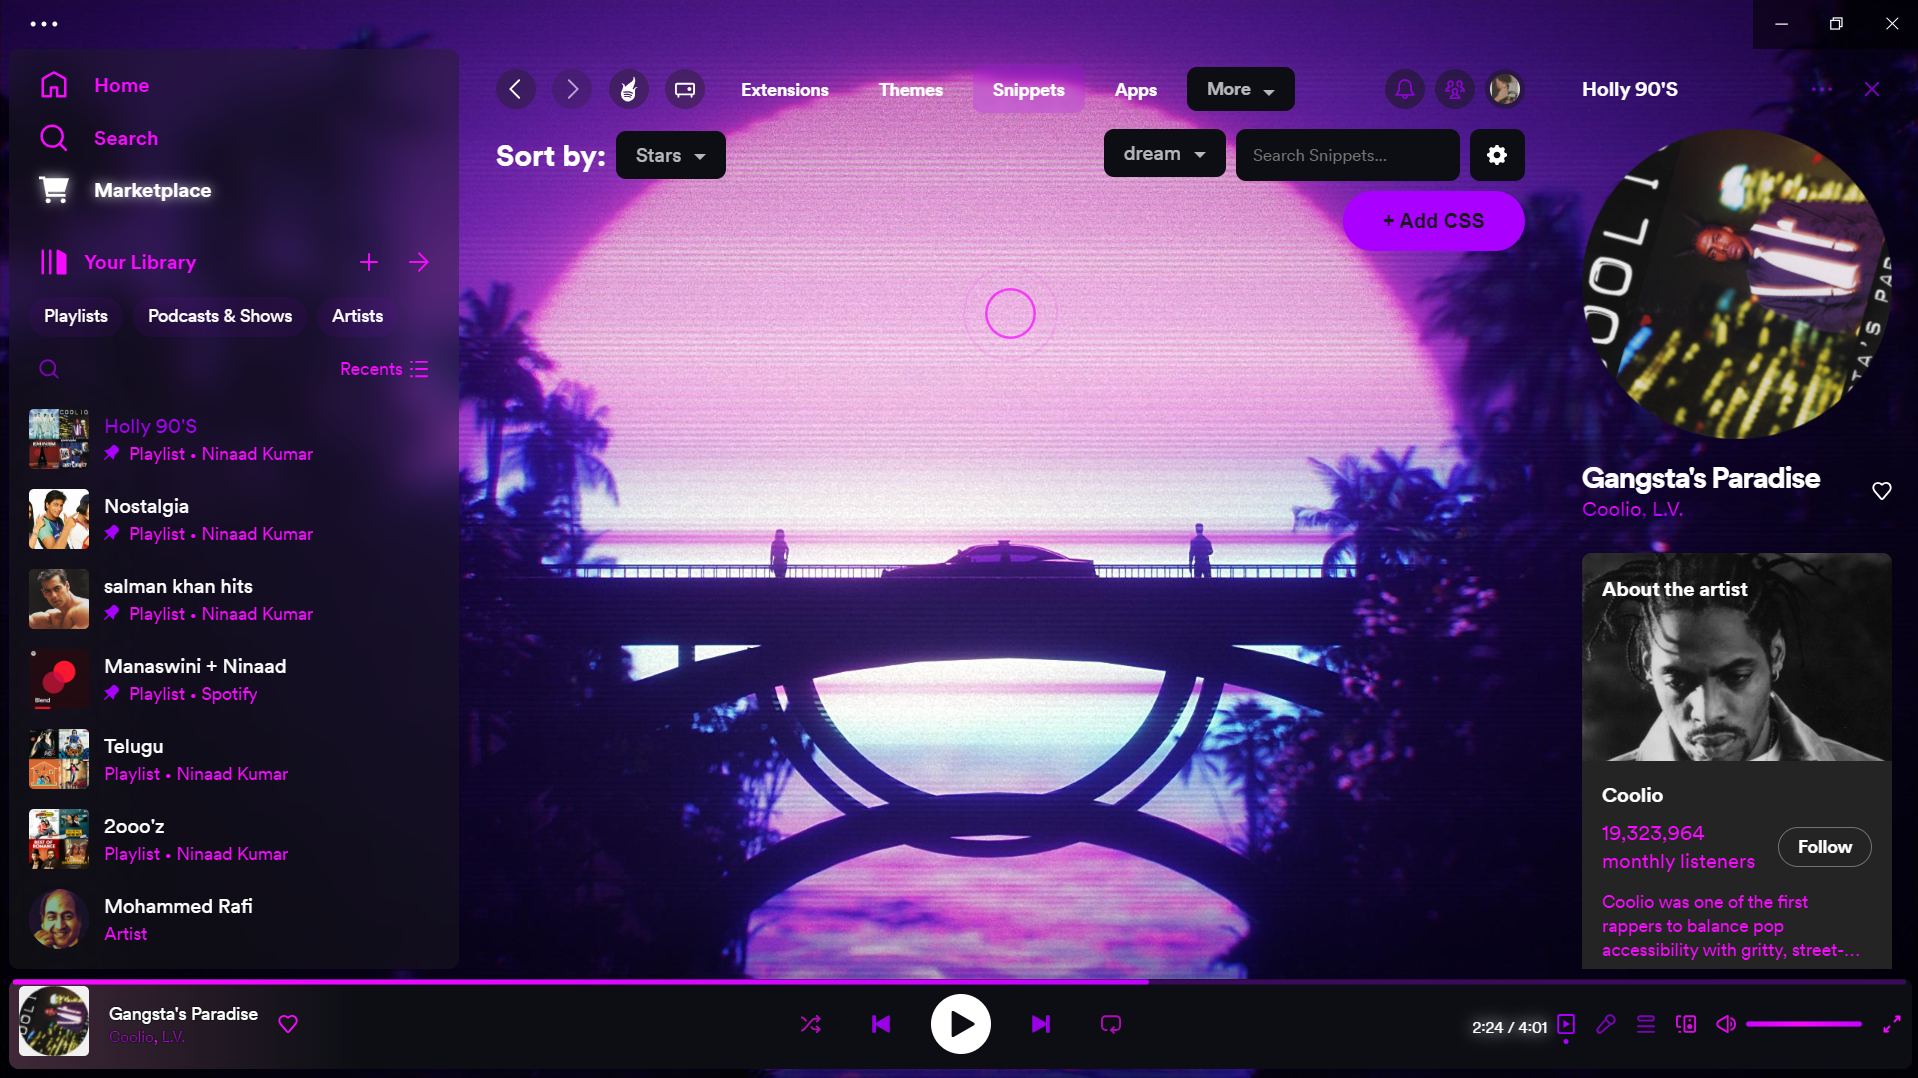 Home
Search
Marketplace
Your Library
Playlists
Podcasts & Shows
Artists
Recents
Holly 90'S
Playlist • Ninaad Kumar
Nostalgia
Playlist • Ninaad Kumar
salman khan hits
Playlist • Ninaad Kumar
Blend
Manaswini + Ninaad
Playlist • Spotify
Telugu
Playlist • Ninaad Kumar
2ooo'z
Playlist • Ninaad Kumar
Mohammed Rafi
Artist
Extensions
Themes
Snippets
Apps
More
Sort by:
Stars
dream
Search Snippets...
+ Add CSS
Holly 90'S
Gangsta's Paradise
Coolio, L.V.
About the artist
Coolio
19,323,964
monthly listeners
Follow
Coolio was one of the first
rappers to balance pop
accessibility with gritty, street-...
Gangsta's Paradise
Coolio, L.V.
2:24 / 4:01